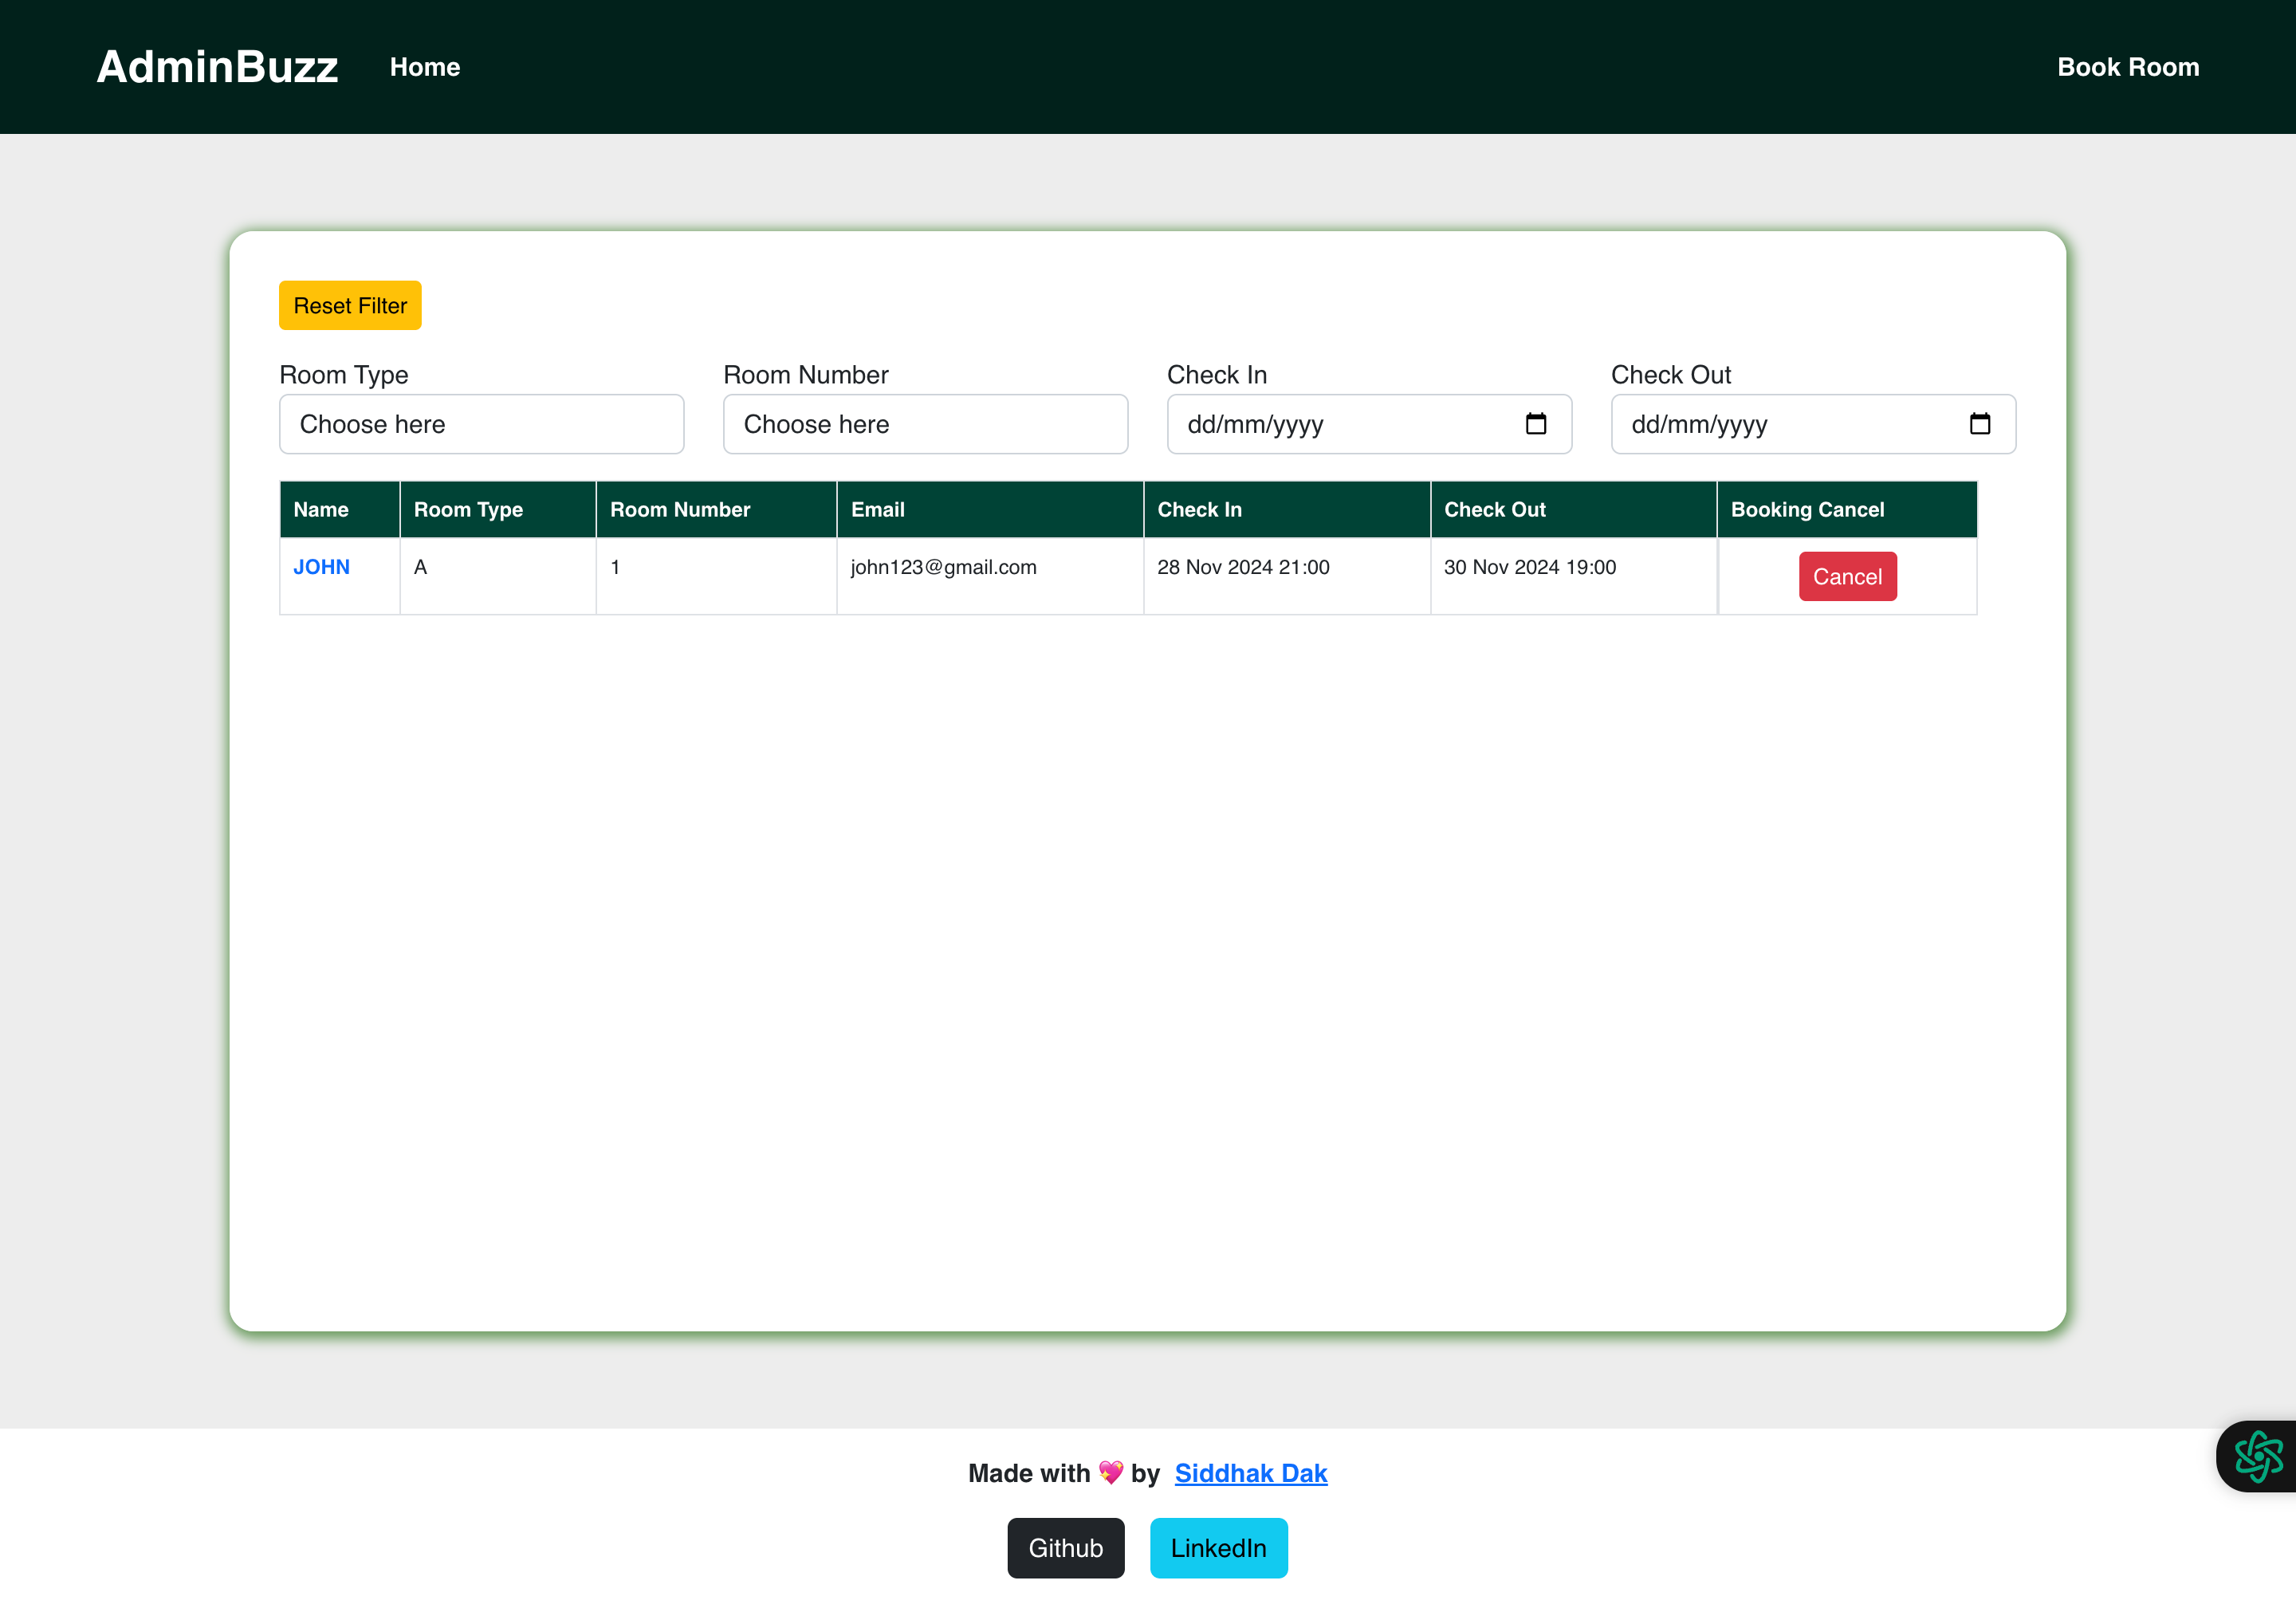 AdminBuzz Home Book Room
Reset Filter
Room Type Room Number Check In Check Out
Choose here Choose here dd/mm/yyyy dd/mm/yyyy
Name Room Type Room Number Email Check In Check Out Booking Cancel
JOHN A 1 john123@gmail.com 28 Nov 2024 21:00 30 Nov 2024 19:00 Cancel
Made with 💖 by Siddhak Dak
Github LinkedIn